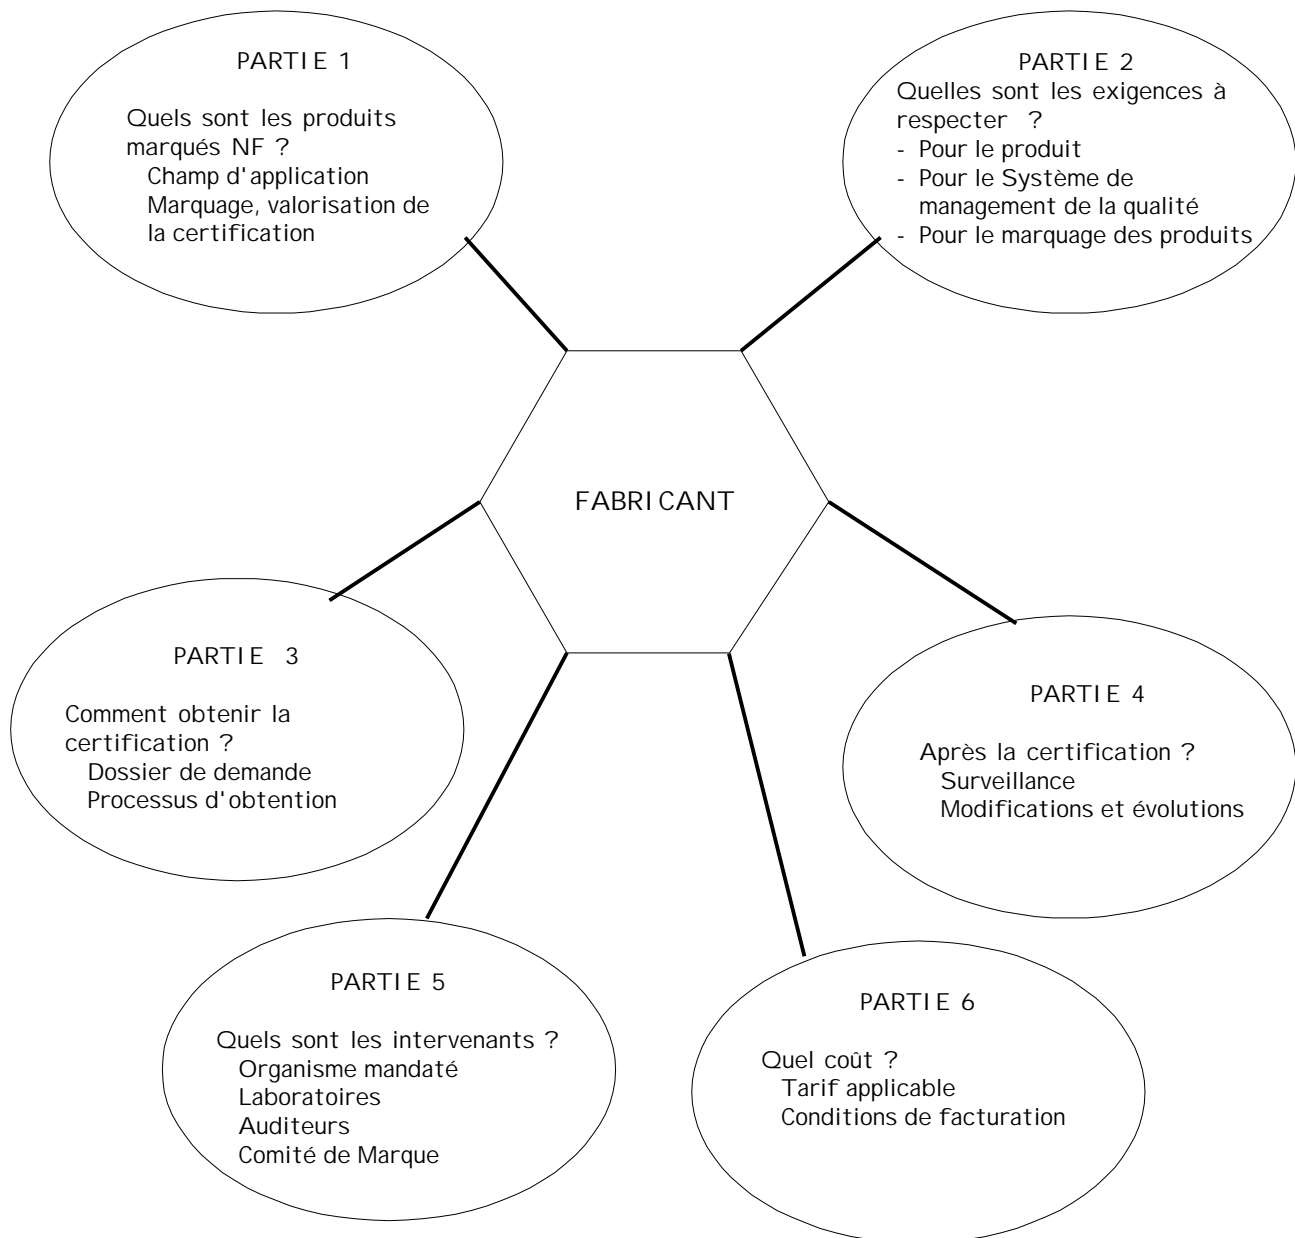 PARTIE 1
Quels sont les produits
marqués NF ?
Champ d'application
Marquage, valorisation de
la certification
PARTIE 2
Quelles sont les exigences à
respecter ?
- Pour le produit
- Pour le Système de
management de la qualité
- Pour le marquage des produits
FABRICANT
PARTIE 3
Comment obtenir la
certification ?
Dossier de demande
Processus d'obtention
PARTIE 4
Après la certification ?
Surveillance
Modifications et évolutions
PARTIE 5
Quels sont les intervenants ?
Organisme mandaté
Laboratoires
Auditeurs
Comité de Marque
PARTIE 6
Quel coût ?
Tarif applicable
Conditions de facturation